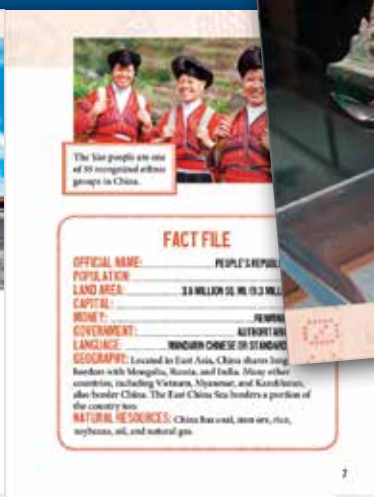 RUSS
The Yao people are one
of 55 recognized ethnic
groups in China.
FACT FILE
OFFICIAL NAME: PEOPLE'S REPUBLI
POPULATION:
LAND AREA: 3.6 MILLION SQ. MI. (9.3 MILL
CAPITAL:
MONEY: RENMINB
GOVERNMENT: AUTHORITARI
LANGUAGE: MANDARIN CHINESE OR STANDARD
GEOGRAPHY: Located in East Asia, China shares long
borders with Mongolia, Russia, and India. Many other
countries, including Vietnam, Myanmar, and Kazakhstan,
also border China. The East China Sea borders a portion of
the country too.
NATURAL RESOURCES: China has coal, iron ore, rice,
soybeans, oil, and natural gas.
7